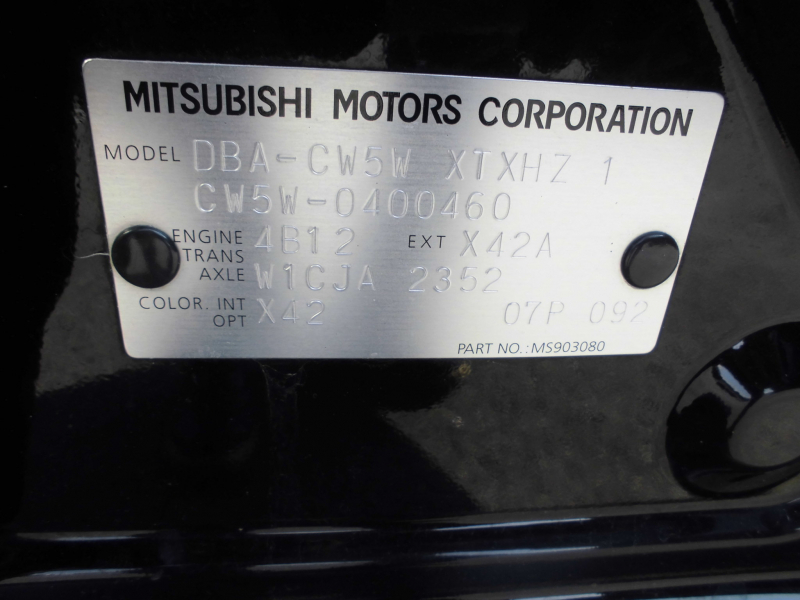 MITSUBISHI MOTORS CORPORATION
MODEL DBA-CW5W XTXHZ 1
CW5W-0400460
ENGINE 4B12 EXT X42A
TRANS
AXLE W1CJA 2352
COLOR. INT X42 07P 092
OPT
PART NO.: MS903080